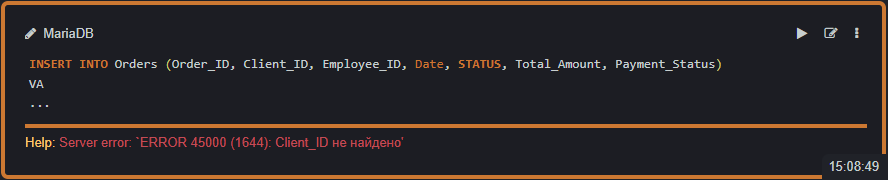 MariaDB
INSERT INTO Orders (Order_ID, Client_ID, Employee_ID, Date, STATUS, Total_Amount, Payment_Status)
VA
...
Help: Server error: `ERROR 45000 (1644): Client_ID не найдено'
15:08:49